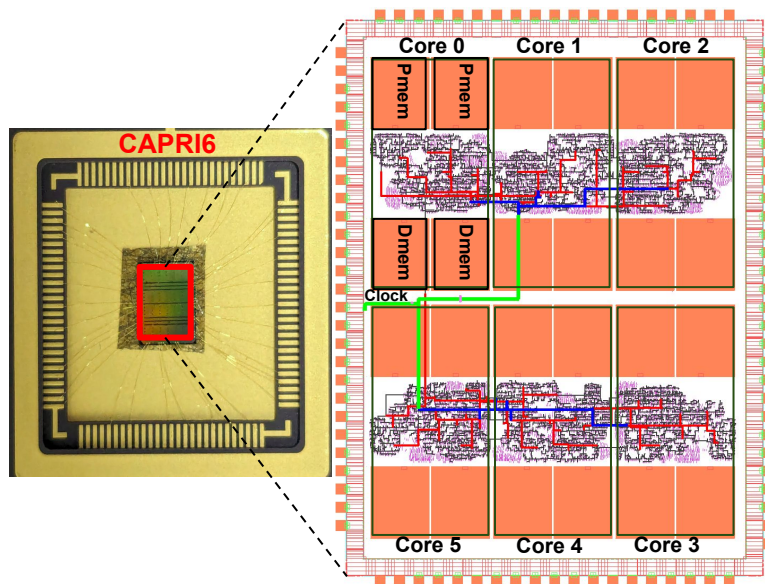 CAPRI6
Core 0
Core 1
Core 2
Pmem
Pmem
Dmem
Dmem
Clock
Core 5
Core 4
Core 3